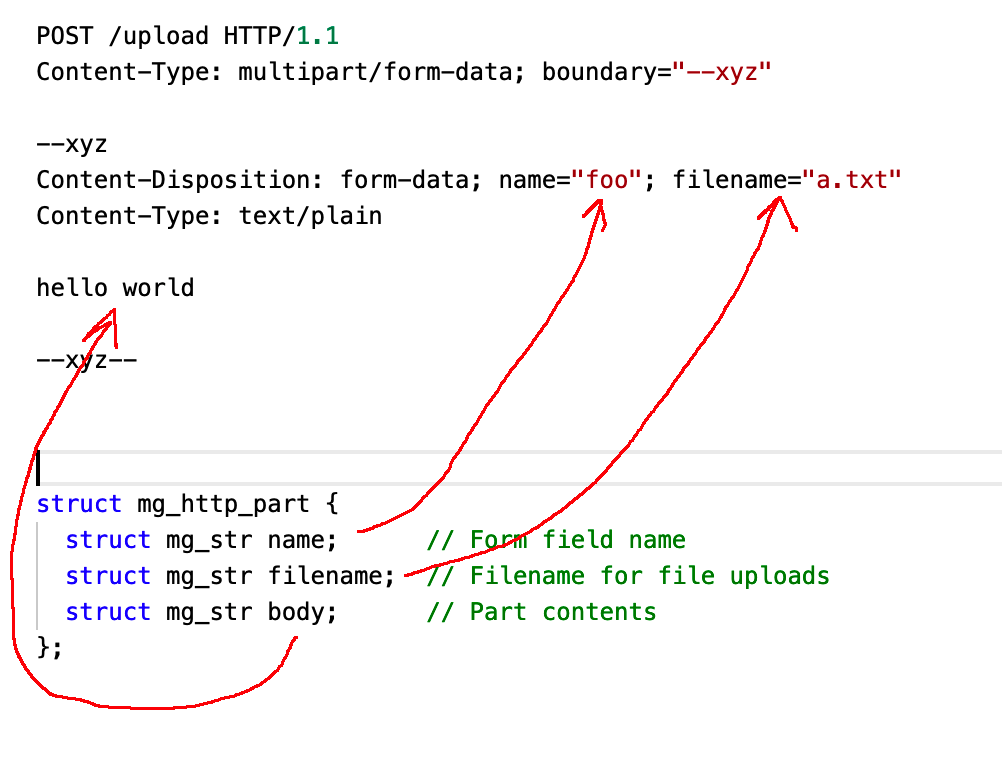 POST /upload HTTP/1.1
Content-Type: multipart/form-data; boundary="--xyz"
--xyz
Content-Disposition: form-data; name="foo"; filename="a.txt"
Content-Type: text/plain
hello world
--xyz--
struct mg_http_part {
struct mg_str name; // Form field name
struct mg_str filename; // Filename for file uploads
struct mg_str body; // Part contents
};